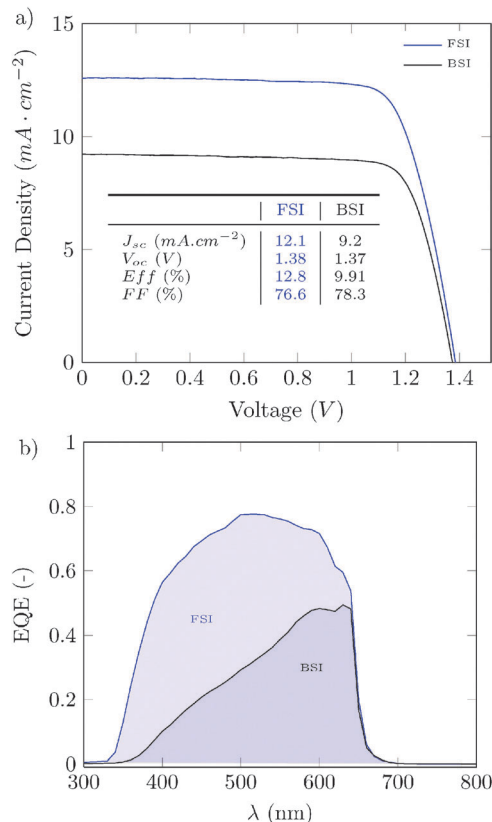 a)
15
10
5
0
Current Density (mA · cm⁻²)
FSI
BSI
FSI BSI
J_sc (mA.cm⁻²) 12.1 9.2
V_oc (V) 1.38 1.37
Eff (%) 12.8 9.91
FF (%) 76.6 78.3
0 0.2 0.4 0.6 0.8 1 1.2 1.4
Voltage (V)
b)
1
0.8
0.6
0.4
0.2
0
EQE (-)
FSI
BSI
300 400 500 600 700 800
λ (nm)